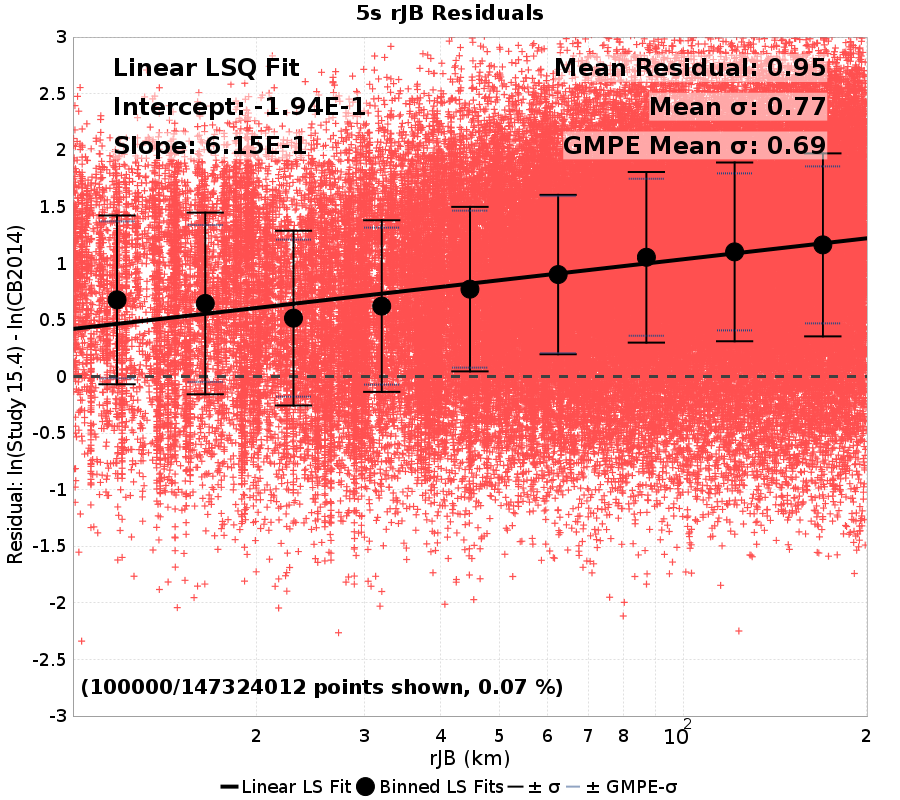 5s rJB Residuals
Linear LSQ Fit
Intercept: -1.94E-1
Slope: 6.15E-1
Mean Residual: 0.95
Mean σ: 0.77
GMPE Mean σ: 0.69
Residual: ln(Study 15.4) - ln(CB2014)
3
2.5
2
1.5
1
0.5
0
-0.5
-1
-1.5
-2
-2.5
-3
(100000/147324012 points shown, 0.07 %)
2 3 4 5 6 7 8 10² 2
rJB (km)
Linear LS Fit Binned LS Fits ± σ ± GMPE-σ